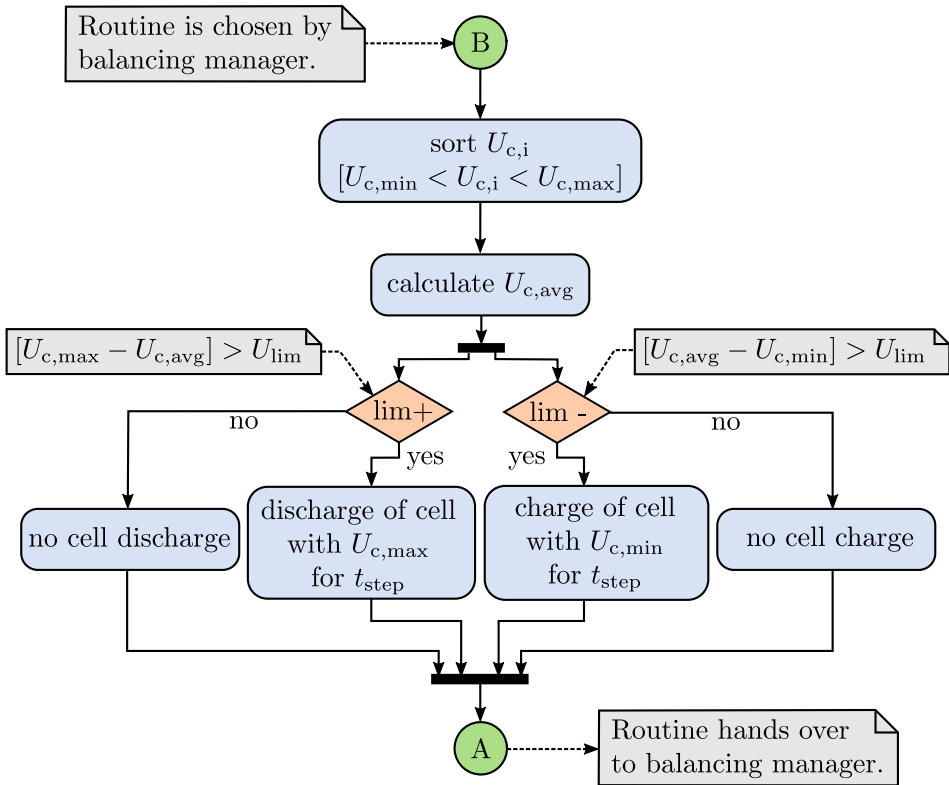 Routine is chosen by
balancing manager.
B
sort U_c,i
[U_c,min < U_c,i < U_c,max]
calculate U_c,avg
[U_c,max − U_c,avg] > U_lim
[U_c,avg − U_c,min] > U_lim
lim+
lim -
no
no
yes
yes
no cell discharge
discharge of cell
with U_c,max
for t_step
charge of cell
with U_c,min
for t_step
no cell charge
A
Routine hands over
to balancing manager.